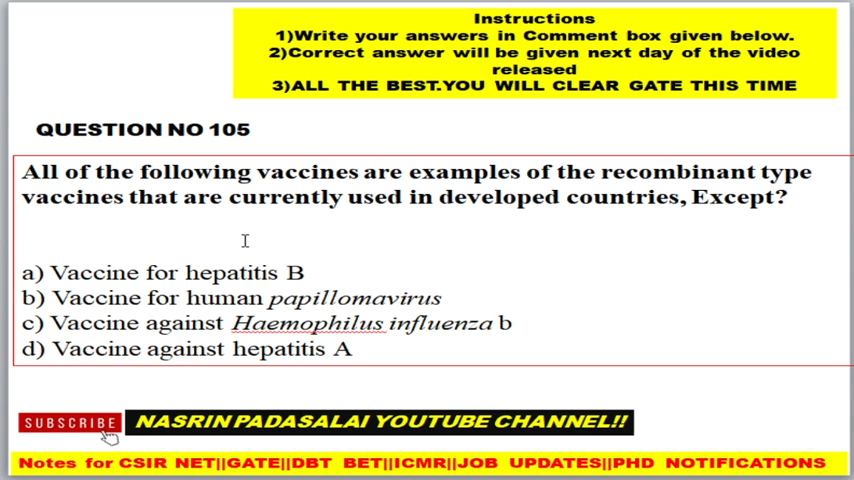 Instructions
1)Write your answers in Comment box given below.
2)Correct answer will be given next day of the video
released
3)ALL THE BEST.YOU WILL CLEAR GATE THIS TIME
QUESTION NO 105
All of the following vaccines are examples of the recombinant type
vaccines that are currently used in developed countries, Except?
a) Vaccine for hepatitis B
b) Vaccine for human papillomavirus
c) Vaccine against Haemophilus influenza b
d) Vaccine against hepatitis A
SUBSCRIBE NASRIN PADASALAI YOUTUBE CHANNEL!!
Notes for CSIR NET||GATE||DBT BET||ICMR||JOB UPDATES||PHD NOTIFICATIONS